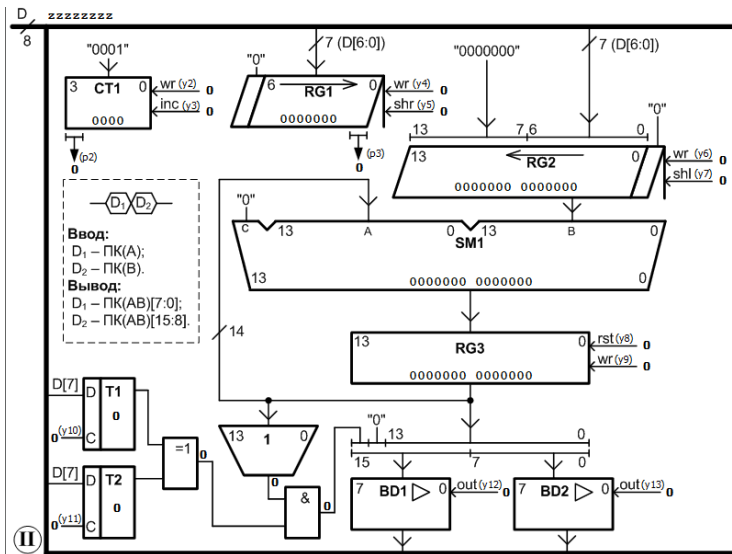 D zzzzzzzz
8
"0001"
3 CT1 0
0000
wr (y2) 0
inc (y3) 0
(p2)
0
7 (D[6:0])
"0"
6 RG1 0
0000000
wr (y4) 0
shr (y5) 0
(p3)
0
"0000000"
7 (D[6:0])
"0"
13 7 6 0
13 RG2 0
0000000 0000000
wr (y6) 0
shl (y7) 0
D₁ D₂
Ввод:
D₁ – ПК(A);
D₂ – ПК(B).
Вывод:
D₁ – ПК(AB)[7:0];
D₂ – ПК(AB)[15:8].
"0"
C 13 A 0 13 B 0
SM1
13 0000000 0000000 0
14
13 RG3 0
0000000 0000000
rst (y8) 0
wr (y9) 0
D[7] D T1
0
0 (y10) C
=1 0
D[7] D T2
0
0 (y11) C
13 1 0
0
& 0
0
"0" 13 0
15 7 0
7 BD1 0
out (y12) 0
7 BD2 0
out (y13) 0
II